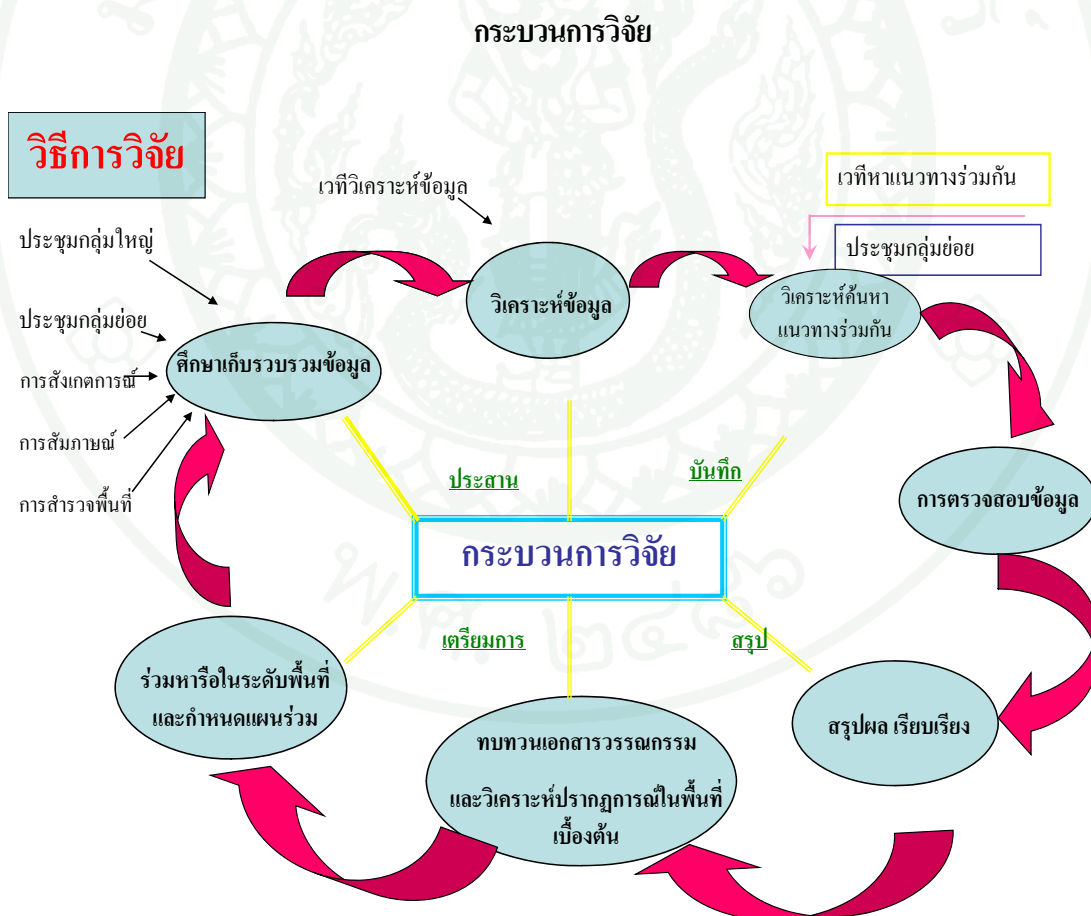 กระบวนการวิจัย
วิธีการวิจัย
เวทีวิเคราะห์ข้อมูล
เวทีหาแนวทางร่วมกัน
ประชุมกลุ่มใหญ่
ประชุมกลุ่มย่อย
วิเคราะห์ข้อมูล
วิเคราะห์ค้นหา
แนวทางร่วมกัน
ประชุมกลุ่มย่อย
ศึกษาเก็บรวบรวมข้อมูล
การสังเกตการณ์
การสัมภาษณ์
การสำรวจพื้นที่
ประสาน
บันทึก
การตรวจสอบข้อมูล
กระบวนการวิจัย
พ.ศ. ๒๔๘๖
เตรียมการ
สรุป
ร่วมหารือในระดับพื้นที่
และกำหนดแผนร่วม
ทบทวนเอกสารวรรณกรรม
และวิเคราะห์ปรากฏการณ์ในพื้นที่
เบื้องต้น
สรุปผล เรียบเรียง